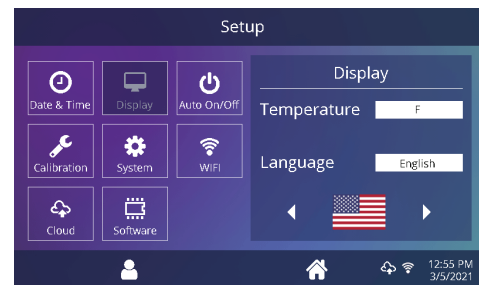 Setup
Date & Time
Display
Auto On/Off
Calibration
System
WIFI
Cloud
Software
Display
Temperature F
Language English
12:55 PM
3/5/2021